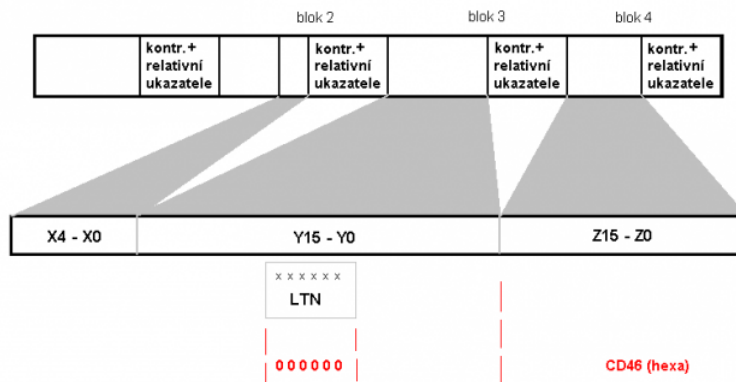 blok 2 blok 3 blok 4
kontr.+ kontr.+ kontr.+ kontr.+
relativní relativní relativní relativní
ukazatele ukazatele ukazatele ukazatele
X4 - X0 Y15 - Y0 Z15 - Z0
x x x x x x
LTN
0 0 0 0 0 0 CD46 (hexa)